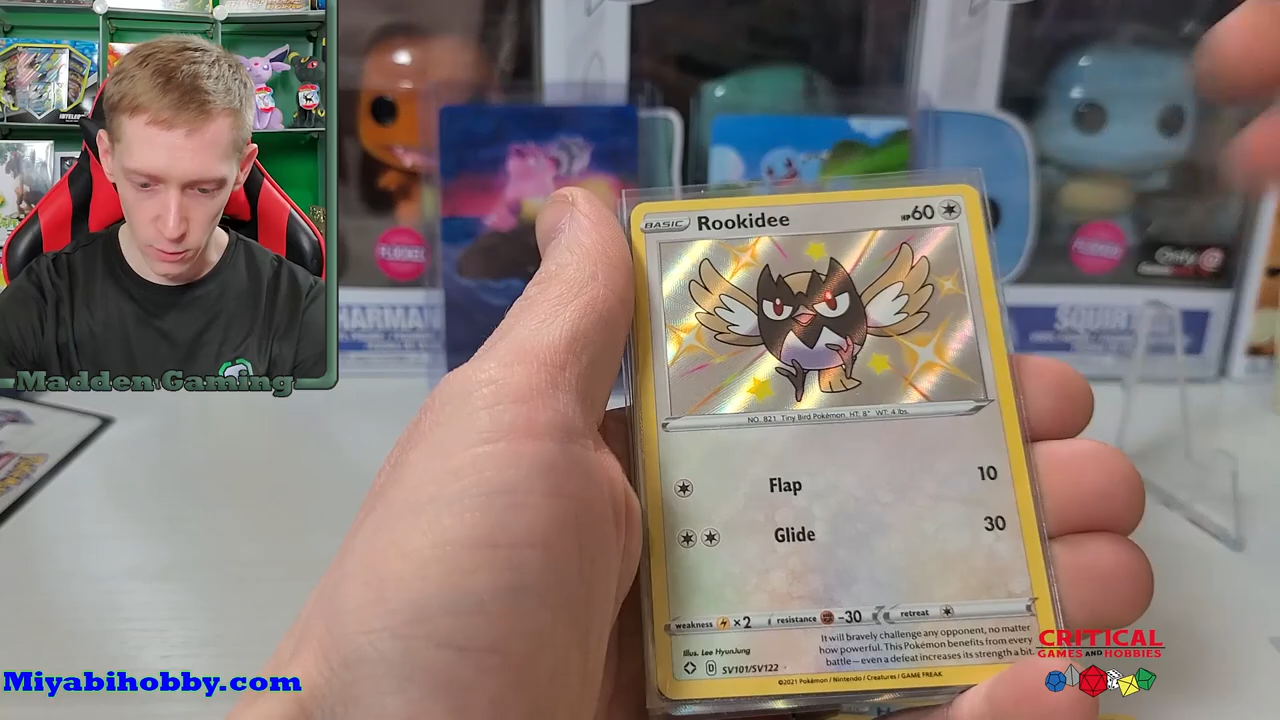 Madden Gaming
FLOCKED
HARMA
FLOCKED
Only @
SQUIR
BASIC Rookidee HP60
NO. 821 Tiny Bird Pokémon HT: 8" WT: 4 lbs.
Flap 10
Glide 30
weakness ×2 resistance -30 retreat
It will bravely challenge any opponent, no matter
how powerful. This Pokémon benefits from every
battle—even a defeat increases its strength a bit.
Illus. Lee HyunJung
D SV101/SV122
©2021 Pokémon / Nintendo / Creatures / GAME FREAK
CRITICAL
GAMES AND HOBBIES
Miyabihobby.com